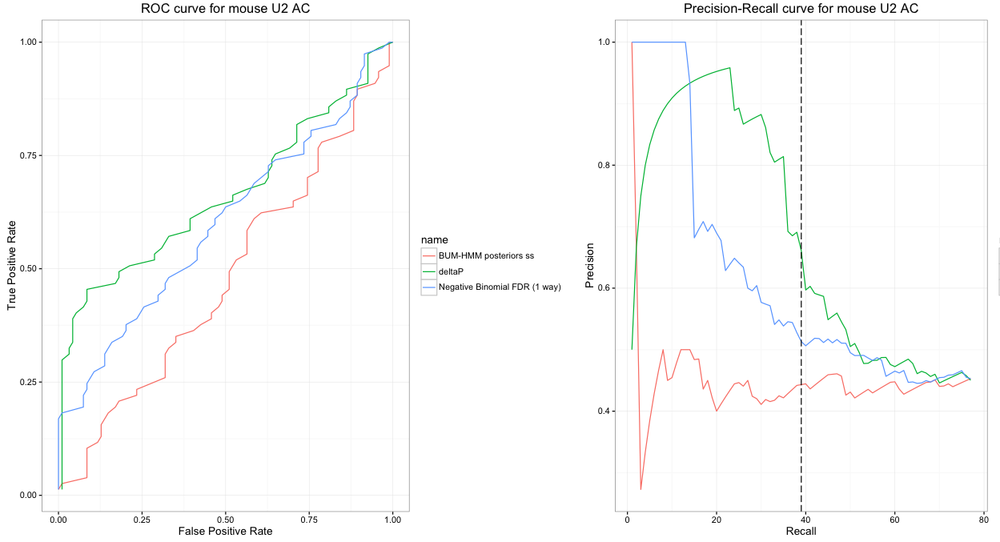 ROC curve for mouse U2 AC
1.00
0.75
0.50
0.25
0.00
True Positive Rate
0.00 0.25 0.50 0.75 1.00
False Positive Rate
name
BUM-HMM posteriors ss
deltaP
Negative Binomial FDR (1 way)
Precision-Recall curve for mouse U2 AC
1.0
0.8
0.6
0.4
Precision
0 20 40 60 80
Recall